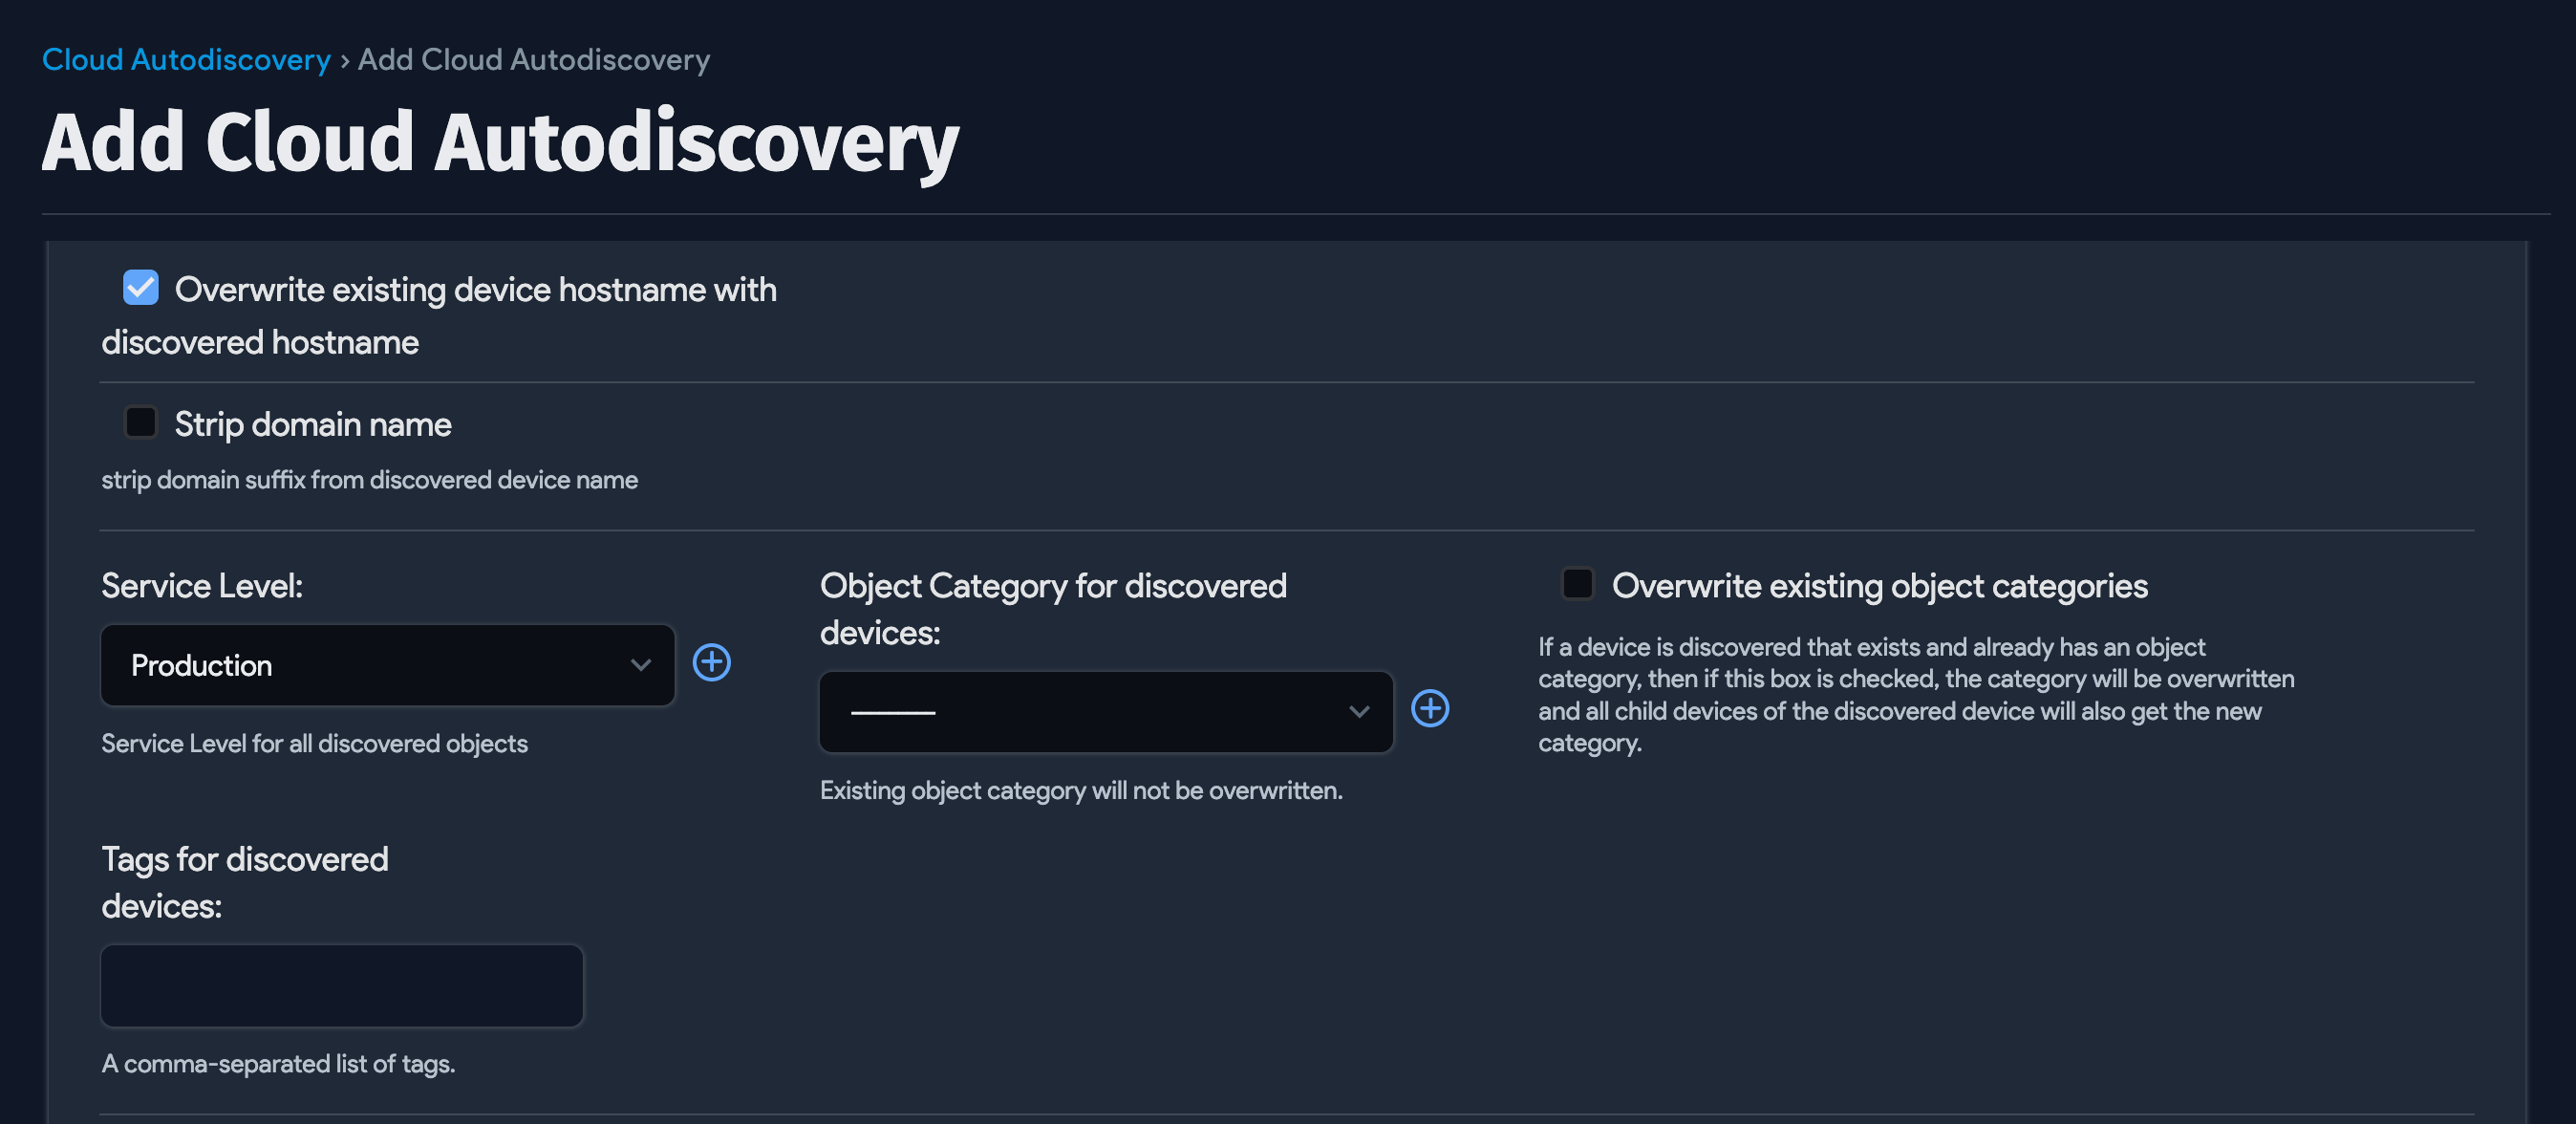 Cloud Autodiscovery › Add Cloud Autodiscovery
Add Cloud Autodiscovery
Overwrite existing device hostname with
discovered hostname
Strip domain name
strip domain suffix from discovered device name
Service Level:
Production
Service Level for all discovered objects
Object Category for discovered
devices:
---------
Existing object category will not be overwritten.
Overwrite existing object categories
If a device is discovered that exists and already has an object
category, then if this box is checked, the category will be overwritten
and all child devices of the discovered device will also get the new
category.
Tags for discovered
devices:
A comma-separated list of tags.